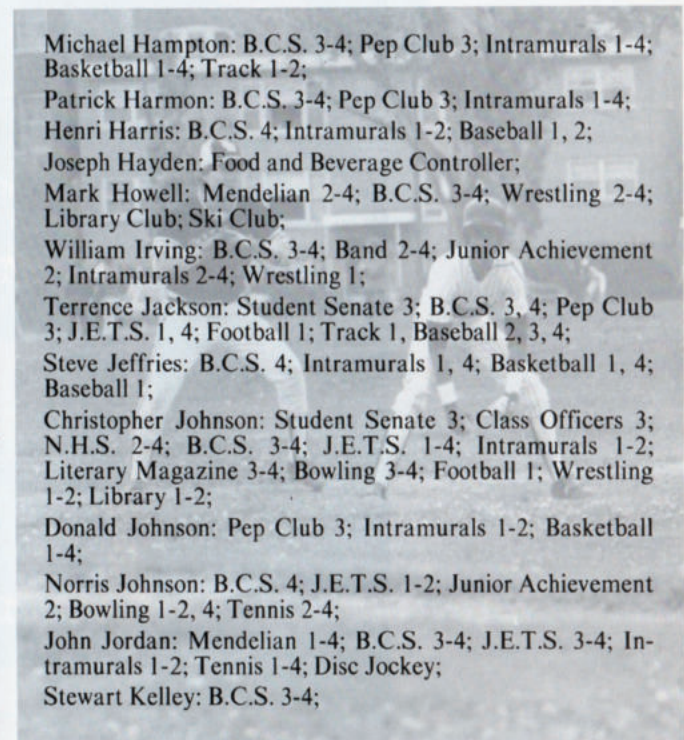 Michael Hampton: B.C.S. 3-4; Pep Club 3; Intramurals 1-4;
Basketball 1-4; Track 1-2;
Patrick Harmon: B.C.S. 3-4; Pep Club 3; Intramurals 1-4;
Henri Harris: B.C.S. 4; Intramurals 1-2; Baseball 1, 2;
Joseph Hayden: Food and Beverage Controller;
Mark Howell: Mendelian 2-4; B.C.S. 3-4; Wrestling 2-4;
Library Club; Ski Club;
William Irving: B.C.S. 3-4; Band 2-4; Junior Achievement
2; Intramurals 2-4; Wrestling 1;
Terrence Jackson: Student Senate 3; B.C.S. 3, 4; Pep Club
3; J.E.T.S. 1, 4; Football 1; Track 1, Baseball 2, 3, 4;
Steve Jeffries: B.C.S. 4; Intramurals 1, 4; Basketball 1, 4;
Baseball 1;
Christopher Johnson: Student Senate 3; Class Officers 3;
N.H.S. 2-4; B.C.S. 3-4; J.E.T.S. 1-4; Intramurals 1-2;
Literary Magazine 3-4; Bowling 3-4; Football 1; Wrestling
1-2; Library 1-2;
Donald Johnson: Pep Club 3; Intramurals 1-2; Basketball
1-4;
Norris Johnson: B.C.S. 4; J.E.T.S. 1-2; Junior Achievement
2; Bowling 1-2, 4; Tennis 2-4;
John Jordan: Mendelian 1-4; B.C.S. 3-4; J.E.T.S. 3-4; In-
tramurals 1-2; Tennis 1-4; Disc Jockey;
Stewart Kelley: B.C.S. 3-4;